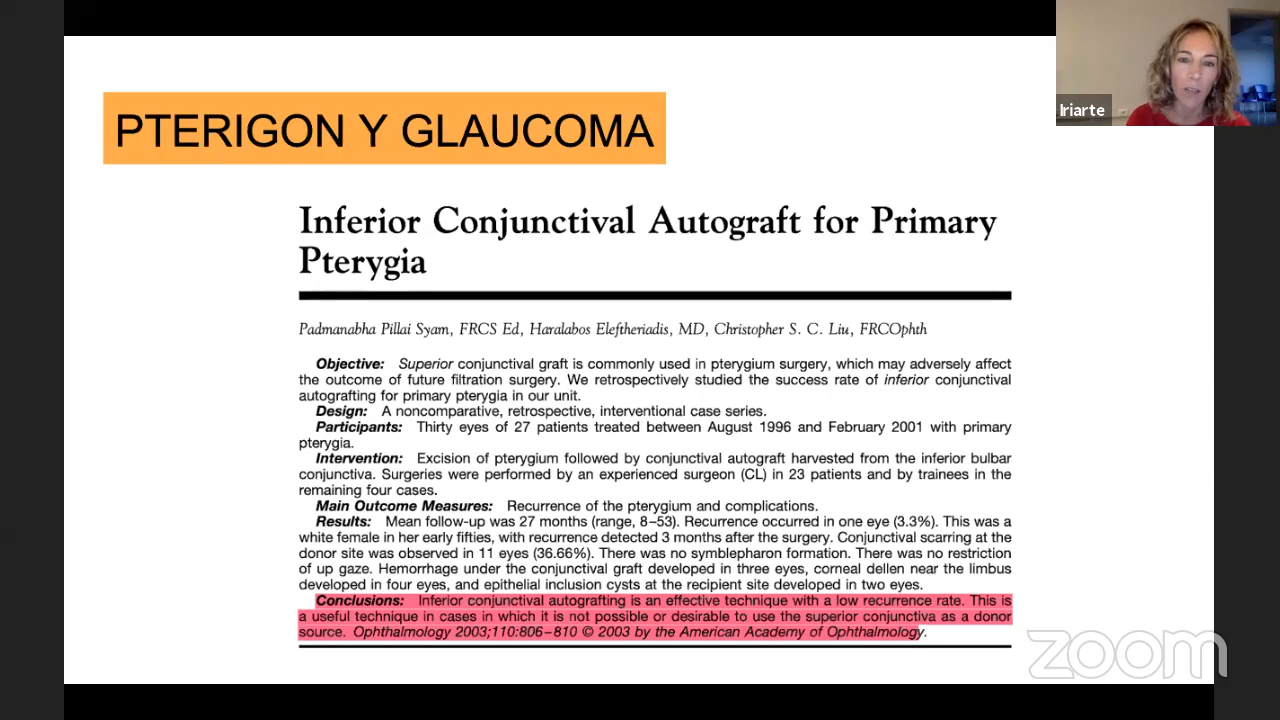 PTERIGON Y GLAUCOMA
Iriarte
Inferior Conjunctival Autograft for Primary
Pterygia
Padmanabha Pillai Syam, FRCS Ed, Haralabos Eleftheriadis, MD, Christopher S. C. Liu, FRCOphth
Objective: Superior conjunctival graft is commonly used in pterygium surgery, which may adversely affect
the outcome of future filtration surgery. We retrospectively studied the success rate of inferior conjunctival
autografting for primary pterygia in our unit.
Design: A noncomparative, retrospective, interventional case series.
Participants: Thirty eyes of 27 patients treated between August 1996 and February 2001 with primary
pterygia.
Intervention: Excision of pterygium followed by conjunctival autograft harvested from the inferior bulbar
conjunctiva. Surgeries were performed by an experienced surgeon (CL) in 23 patients and by trainees in the
remaining four cases.
Main Outcome Measures: Recurrence of the pterygium and complications.
Results: Mean follow-up was 27 months (range, 8–53). Recurrence occurred in one eye (3.3%). This was a
white female in her early fifties, with recurrence detected 3 months after the surgery. Conjunctival scarring at the
donor site was observed in 11 eyes (36.66%). There was no symblepharon formation. There was no restriction
of up gaze. Hemorrhage under the conjunctival graft developed in three eyes, corneal dellen near the limbus
developed in four eyes, and epithelial inclusion cysts at the recipient site developed in two eyes.
Conclusions: Inferior conjunctival autografting is an effective technique with a low recurrence rate. This is
a useful technique in cases in which it is not possible or desirable to use the superior conjunctiva as a donor
source. Ophthalmology 2003;110:806–810 © 2003 by the American Academy of Ophthalmology.
zoom